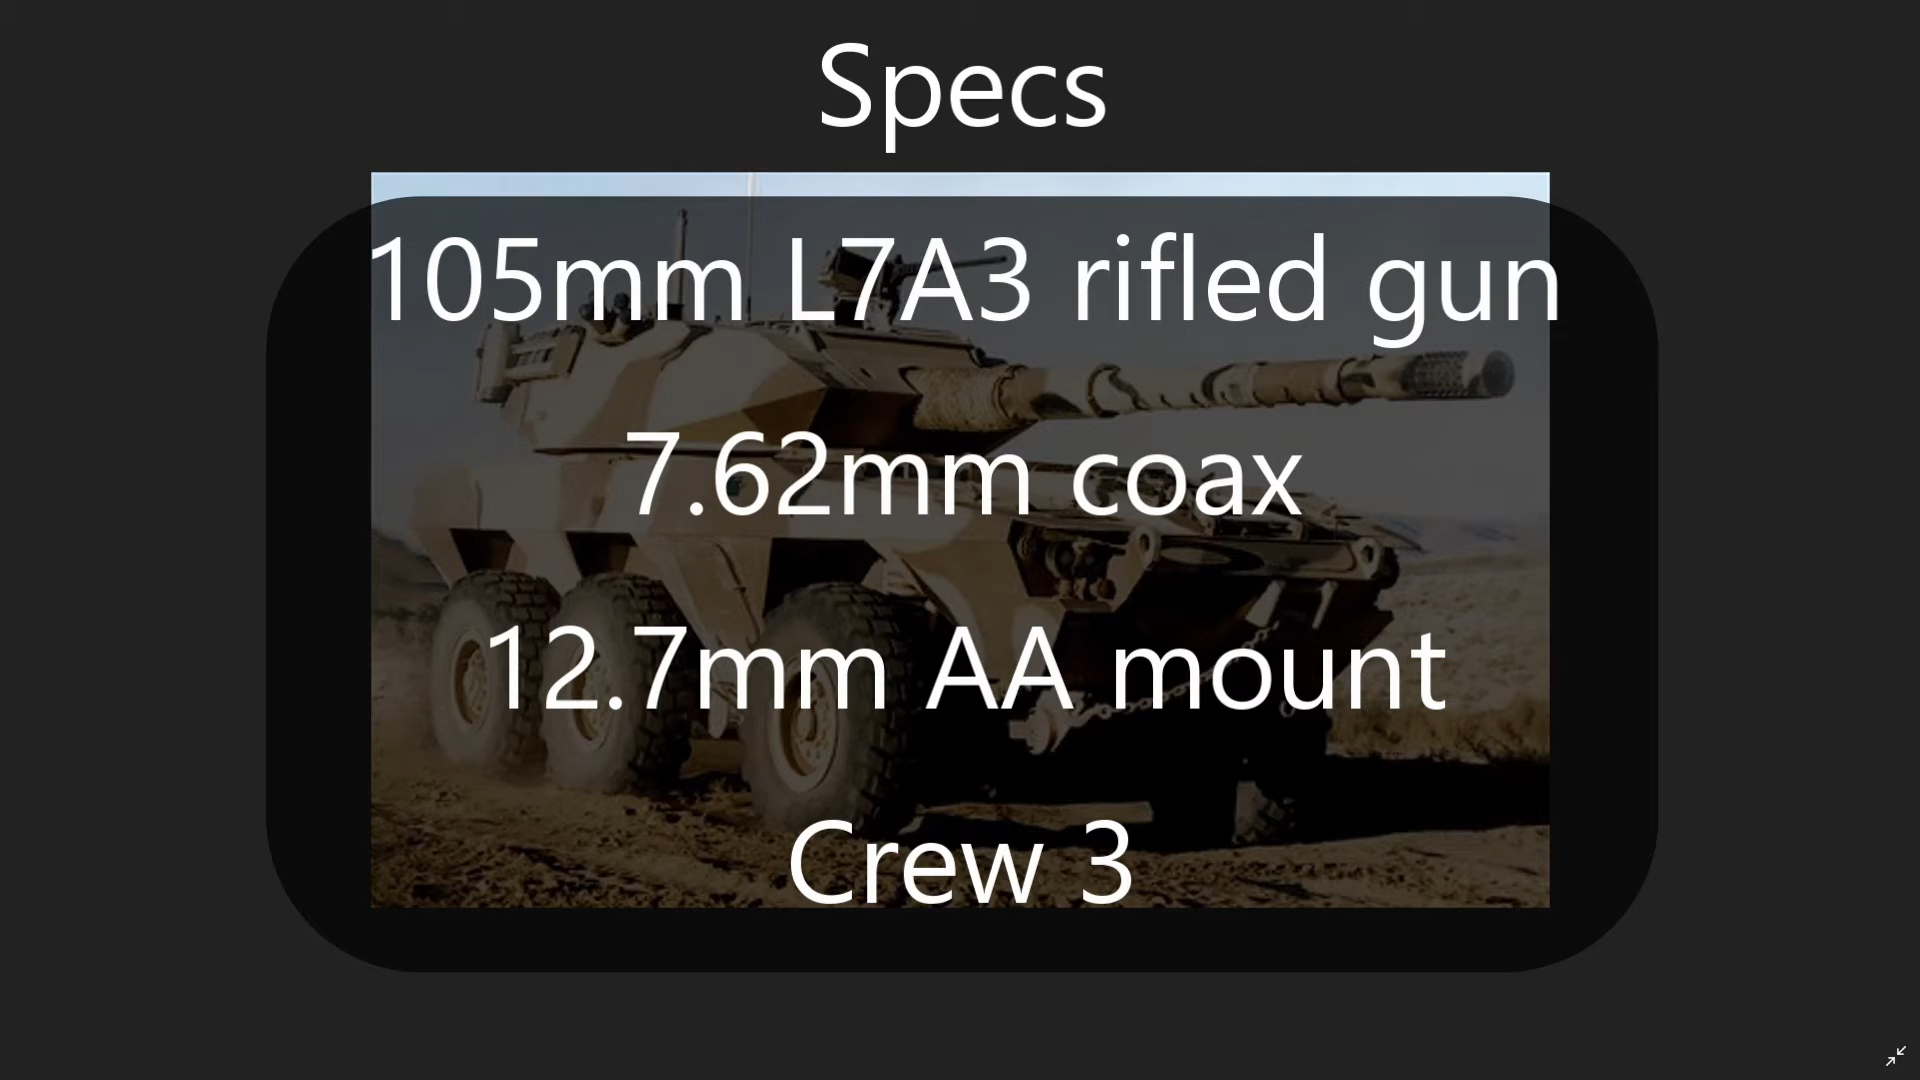 Specs
105mm L7A3 rifled gun
7.62mm coax
12.7mm AA mount
Crew 3